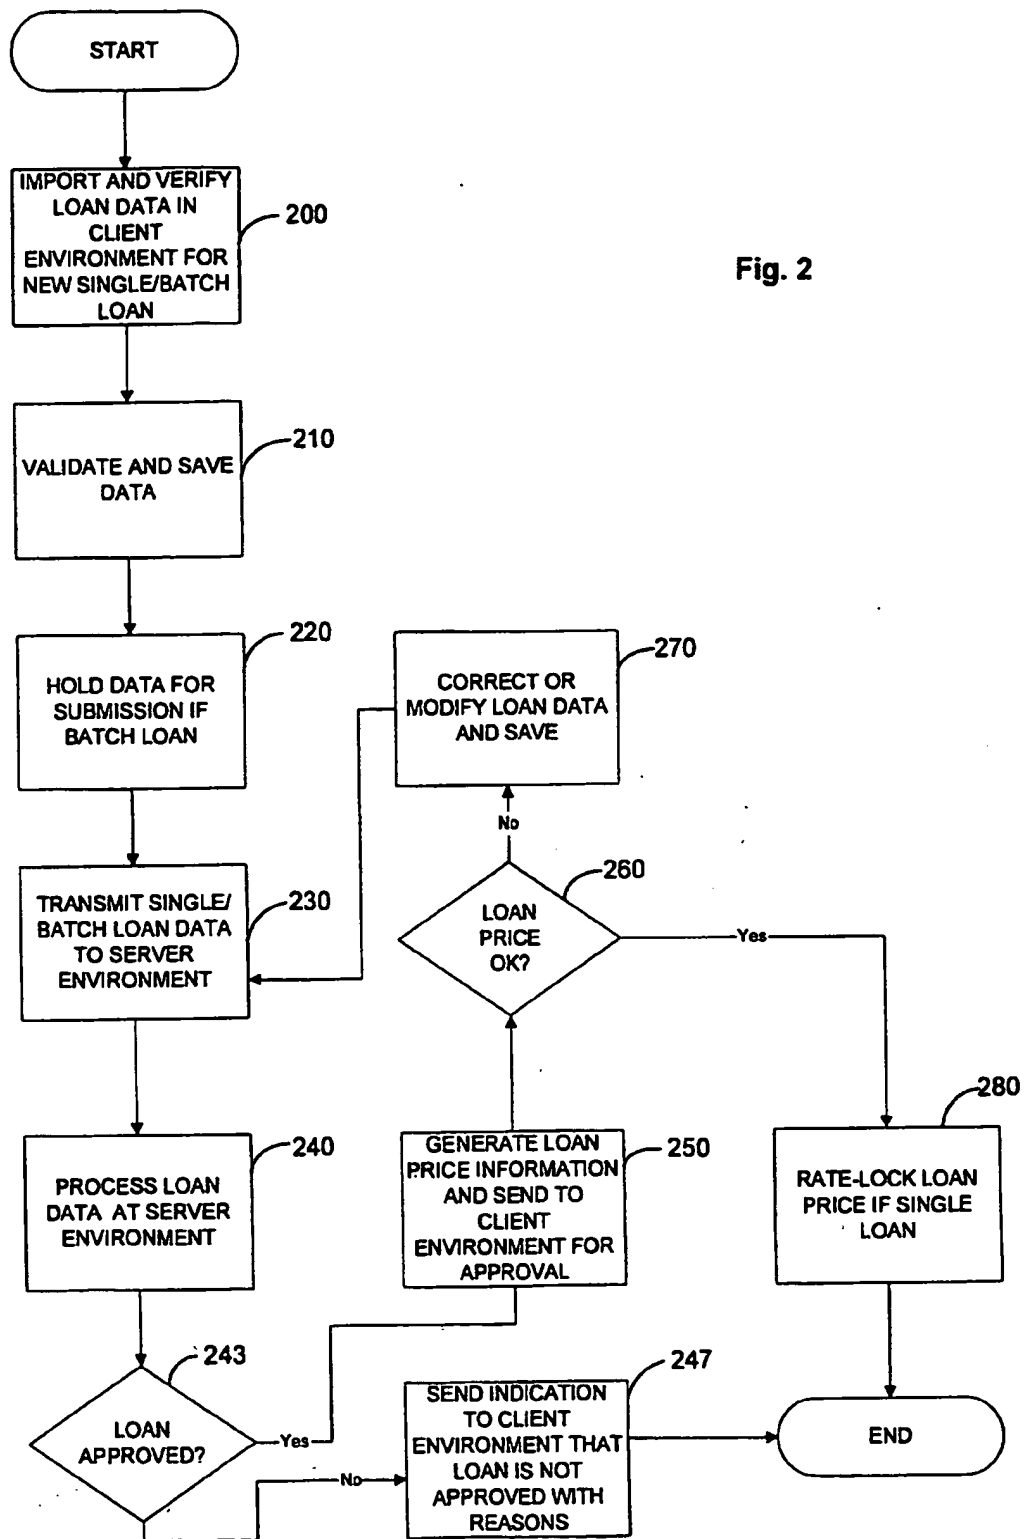 START
IMPORT AND VERIFY
LOAN DATA IN
CLIENT
ENVIRONMENT FOR
NEW SINGLE/BATCH
LOAN
200
Fig. 2
VALIDATE AND SAVE
DATA
210
HOLD DATA FOR
SUBMISSION IF
BATCH LOAN
220
CORRECT OR
MODIFY LOAN DATA
AND SAVE
270
No
TRANSMIT SINGLE/
BATCH LOAN DATA
TO SERVER
ENVIRONMENT
230
LOAN
PRICE
OK?
260
Yes
PROCESS LOAN
DATA AT SERVER
ENVIRONMENT
240
GENERATE LOAN
PRICE INFORMATION
AND SEND TO
CLIENT
ENVIRONMENT FOR
APPROVAL
250
RATE-LOCK LOAN
PRICE IF SINGLE
LOAN
280
LOAN
APPROVED?
243
Yes
No
SEND INDICATION
TO CLIENT
ENVIRONMENT THAT
LOAN IS NOT
APPROVED WITH
REASONS
247
END